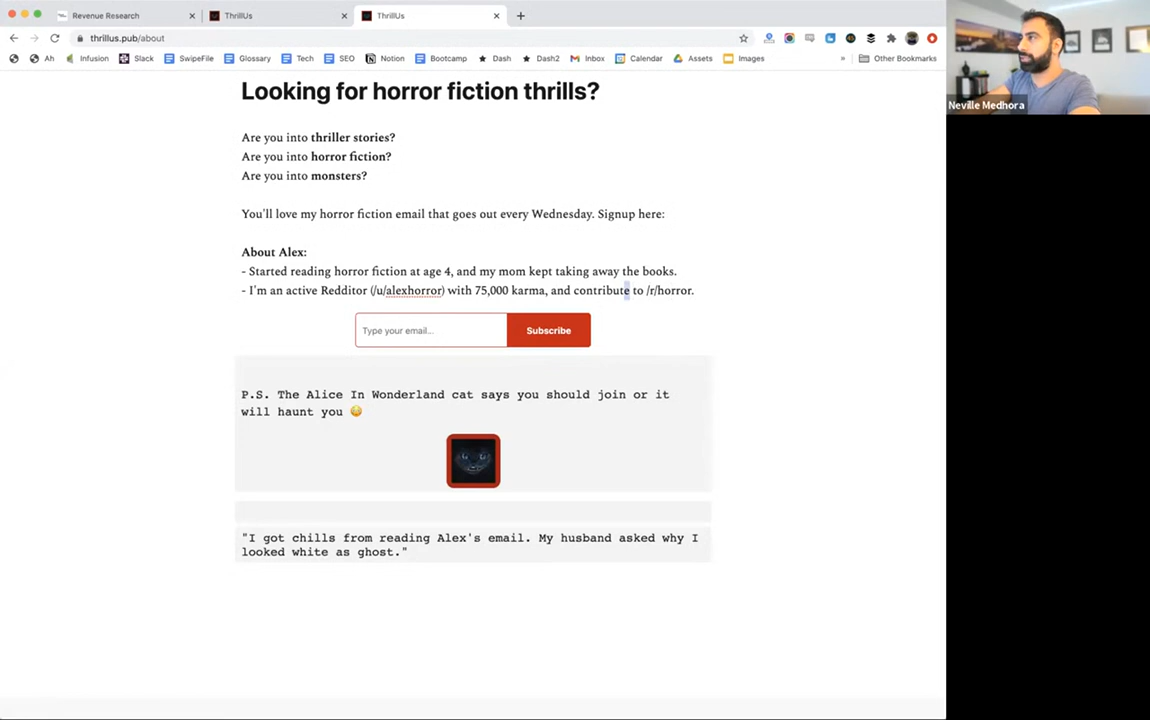 Revenue Research
ThrillUs
ThrillUs
thrillus.pub/about
Ah
Infusion
Slack
SwipeFile
Glossary
Tech
SEO
Notion
Bootcamp
Dash
Dash2
Inbox
Calendar
Assets
Images
»
Other Bookmarks
Neville Medhora
Looking for horror fiction thrills?
Are you into thriller stories?
Are you into horror fiction?
Are you into monsters?
You'll love my horror fiction email that goes out every Wednesday. Signup here:
About Alex:
- Started reading horror fiction at age 4, and my mom kept taking away the books.
- I'm an active Redditor (/u/alexhorror) with 75,000 karma, and contribute to /r/horror.
Type your email...
Subscribe
P.S. The Alice In Wonderland cat says you should join or it
will haunt you 😳
"I got chills from reading Alex's email. My husband asked why I
looked white as ghost."